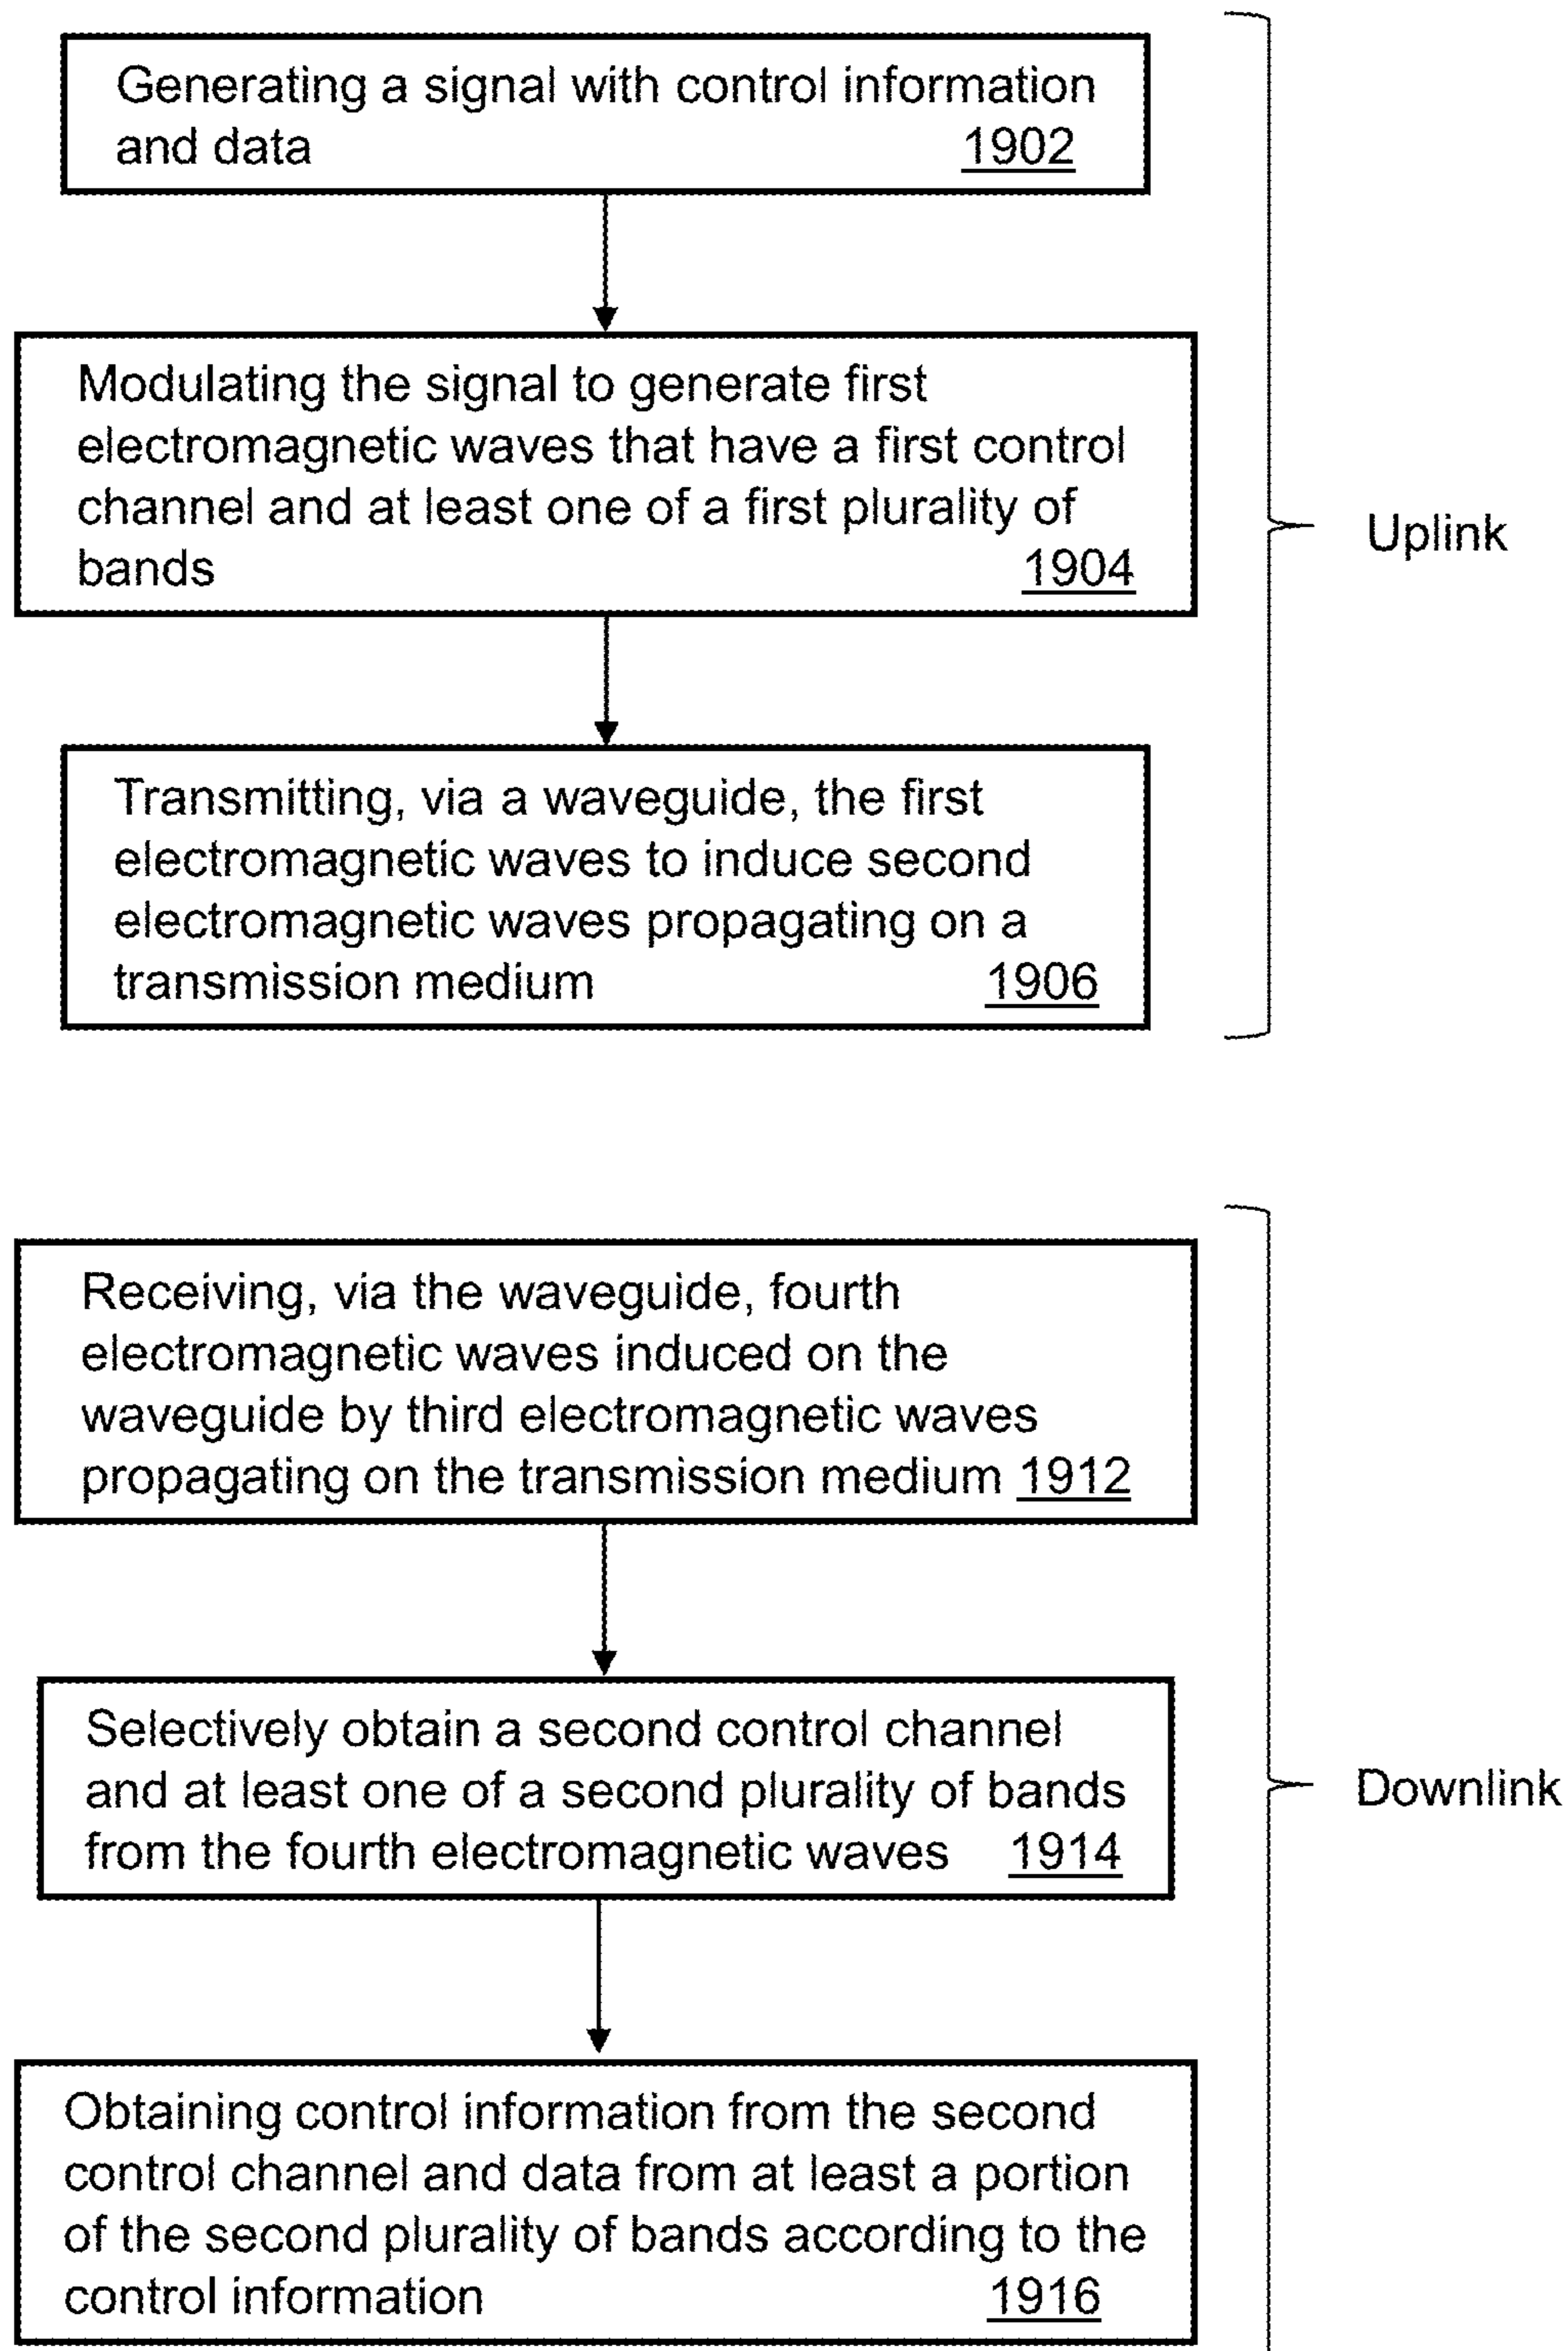 Generating a signal with control information
and data 1902
Modulating the signal to generate first
electromagnetic waves that have a first control
channel and at least one of a first plurality of
bands 1904
Uplink
Transmitting, via a waveguide, the first
electromagnetic waves to induce second
electromagnetic waves propagating on a
transmission medium 1906
Receiving, via the waveguide, fourth
electromagnetic waves induced on the
waveguide by third electromagnetic waves
propagating on the transmission medium 1912
Selectively obtain a second control channel
and at least one of a second plurality of bands
from the fourth electromagnetic waves 1914
Downlink
Obtaining control information from the second
control channel and data from at least a portion
of the second plurality of bands according to the
control information 1916